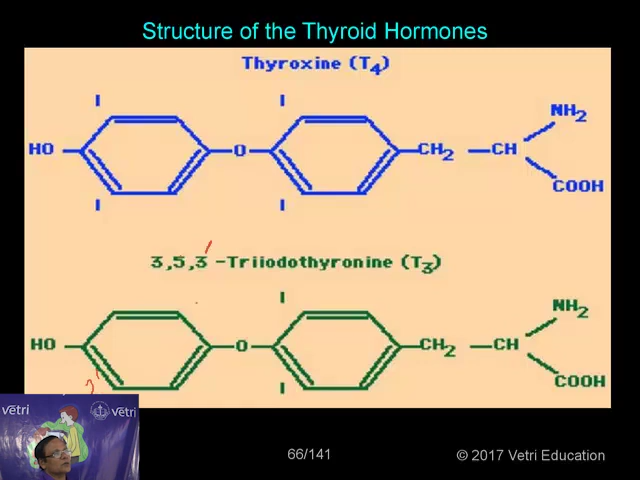 Structure of the Thyroid Hormones
Thyroxine (T4)
I I
HO O CH2 CH NH2
COOH
I I
3,5,3'-Triiodothyronine (T3)
I
HO O CH2 CH NH2
COOH
I
vetri vetri
66/141
© 2017 Vetri Education